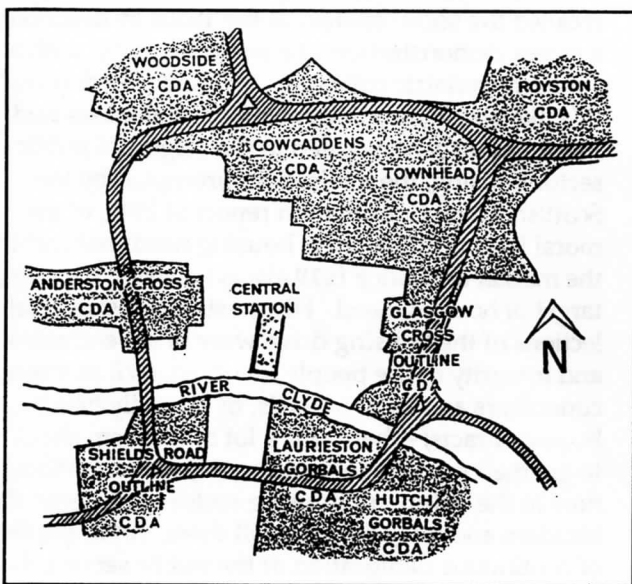 WOODSIDE
CDA
ROYSTON
CDA
COWCADDENS
CDA
TOWNHEAD
CDA
ANDERSTON CROSS
CDA
CENTRAL
STATION
GLASGOW
CROSS
OUTLINE
CDA
N
RIVER CLYDE
SHIELDS ROAD
OUTLINE
CDA
LAURIESTON
GORBALS
CDA
HUTCH
GORBALS
CDA